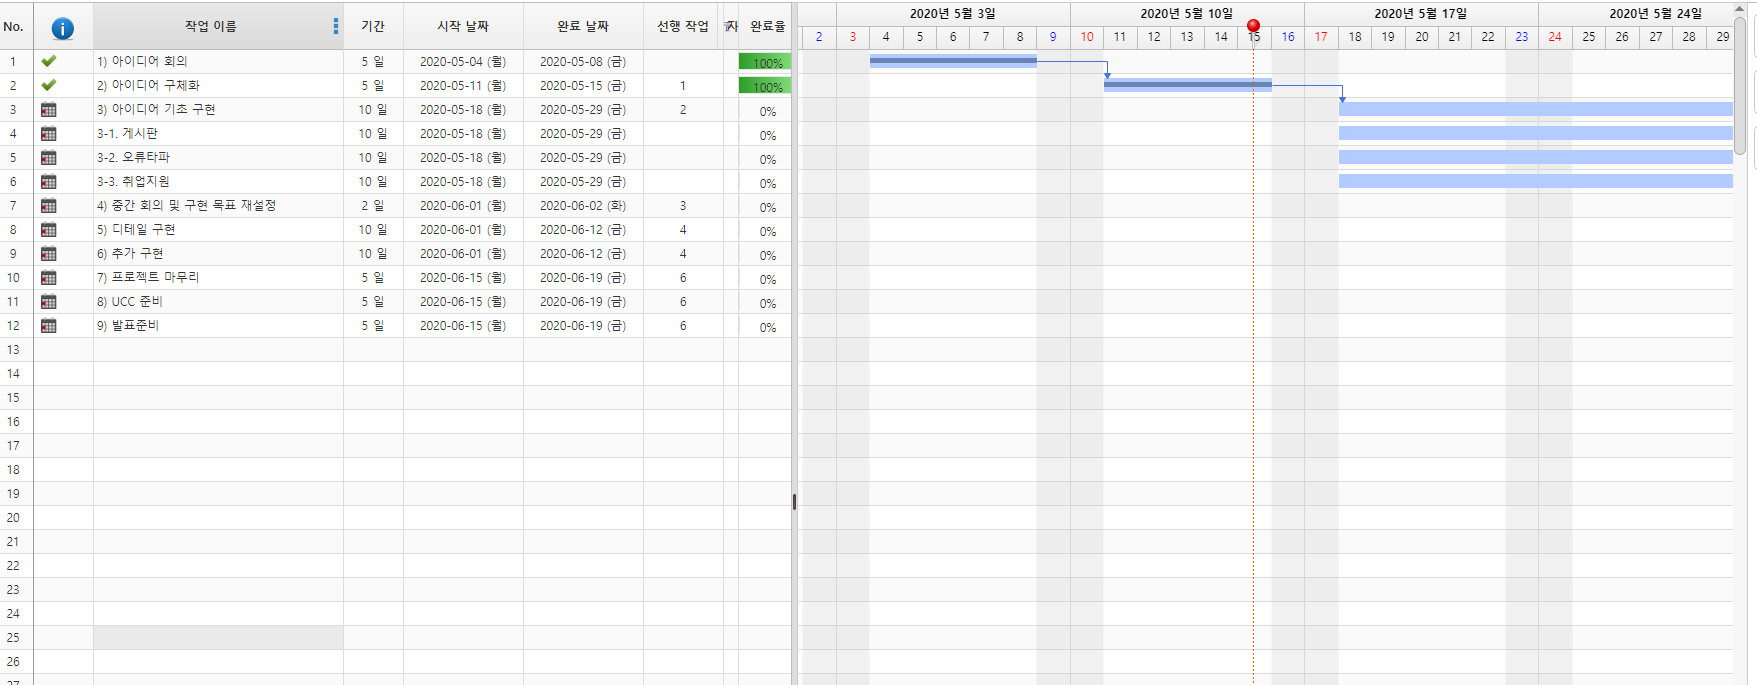 No. 작업 이름 기간 시작 날짜 완료 날짜 선행 작업 자 완료율
1 1) 아이디어 회의 5 일 2020-05-04 (월) 2020-05-08 (금) 100%
2 2) 아이디어 구체화 5 일 2020-05-11 (월) 2020-05-15 (금) 1 100%
3 3) 아이디어 기초 구현 10 일 2020-05-18 (월) 2020-05-29 (금) 2 0%
4 3-1. 게시판 10 일 2020-05-18 (월) 2020-05-29 (금) 0%
5 3-2. 오류타파 10 일 2020-05-18 (월) 2020-05-29 (금) 0%
6 3-3. 취업지원 10 일 2020-05-18 (월) 2020-05-29 (금) 0%
7 4) 중간 회의 및 구현 목표 재설정 2 일 2020-06-01 (월) 2020-06-02 (화) 3 0%
8 5) 디테일 구현 10 일 2020-06-01 (월) 2020-06-12 (금) 4 0%
9 6) 추가 구현 10 일 2020-06-01 (월) 2020-06-12 (금) 4 0%
10 7) 프로젝트 마무리 5 일 2020-06-15 (월) 2020-06-19 (금) 6 0%
11 8) UCC 준비 5 일 2020-06-15 (월) 2020-06-19 (금) 6 0%
12 9) 발표준비 5 일 2020-06-15 (월) 2020-06-19 (금) 6 0%
13
14
15
16
17
18
19
20
21
22
23
24
25
26
27
2020년 5월 3일 2020년 5월 10일 2020년 5월 17일 2020년 5월 24일
2 3 4 5 6 7 8 9 10 11 12 13 14 15 16 17 18 19 20 21 22 23 24 25 26 27 28 29